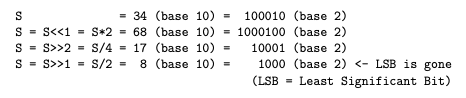 S = 34 (base 10) = 100010 (base 2)
S = S<<1 = S*2 = 68 (base 10) = 1000100 (base 2)
S = S>>2 = S/4 = 17 (base 10) = 10001 (base 2)
S = S>>1 = S/2 = 8 (base 10) = 1000 (base 2) <- LSB is gone
(LSB = Least Significant Bit)